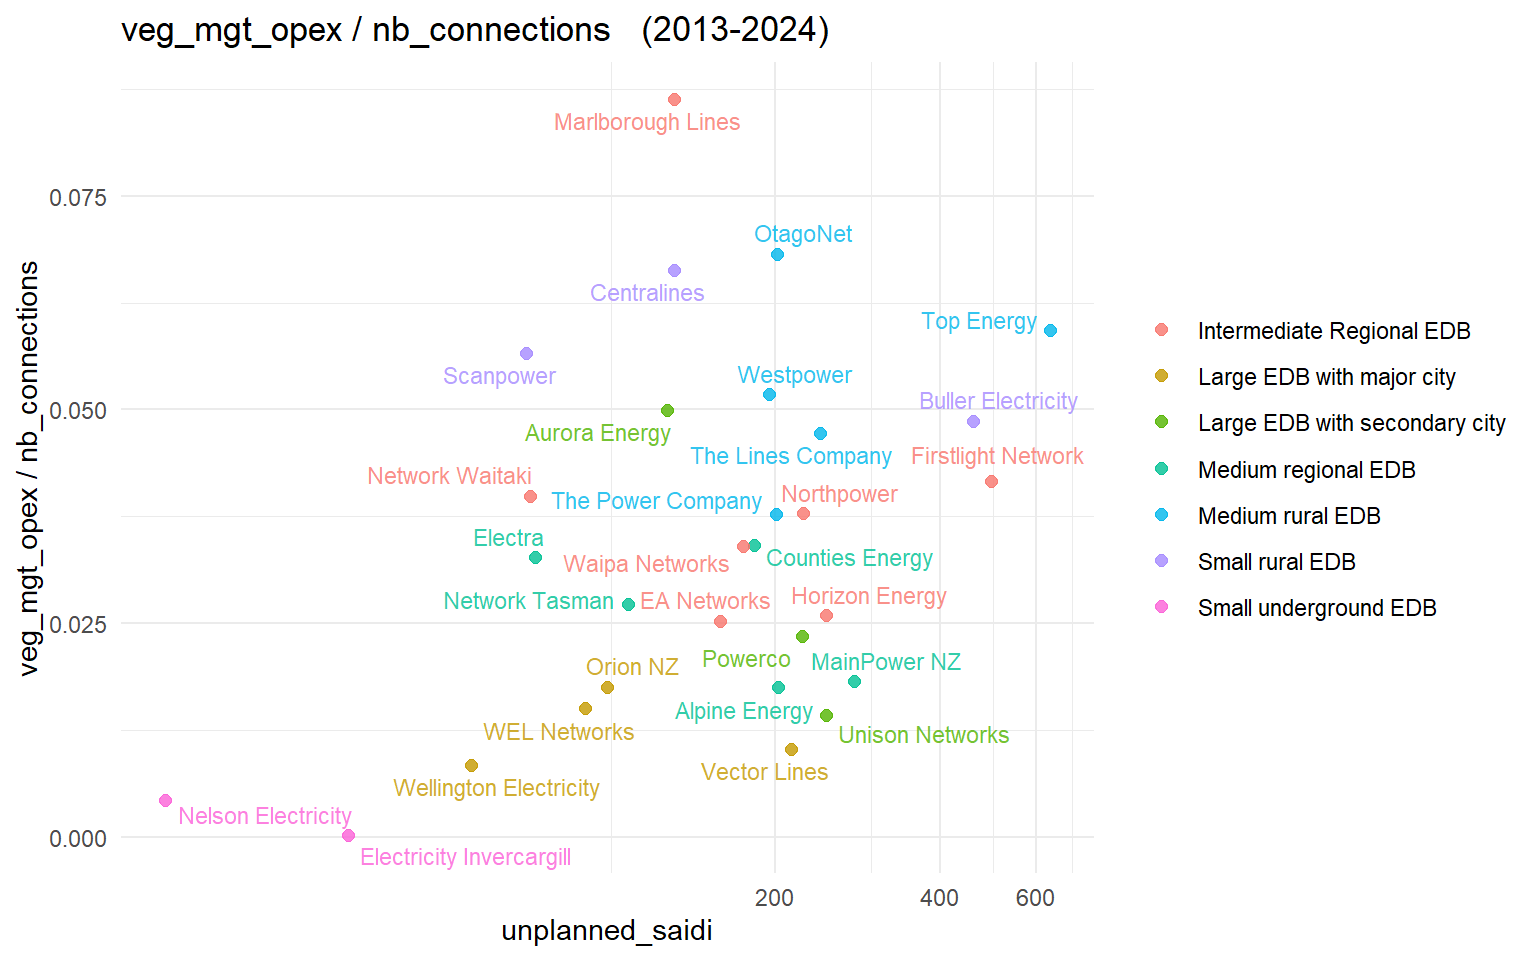 veg_mgt_opex / nb_connections (2013-2024)
veg_mgt_opex / nb_connections
0.075
0.050
0.025
0.000
Marlborough Lines
OtagoNet
Centralines
Top Energy
Scanpower
Westpower
Buller Electricity
Aurora Energy
The Lines Company
Firstlight Network
Network Waitaki
Northpower
The Power Company
Electra
Counties Energy
Waipa Networks
Network Tasman
EA Networks
Horizon Energy
Powerco
MainPower NZ
Orion NZ
Alpine Energy
WEL Networks
Unison Networks
Vector Lines
Wellington Electricity
Nelson Electricity
Electricity Invercargill
200
400
600
unplanned_saidi
Intermediate Regional EDB
Large EDB with major city
Large EDB with secondary city
Medium regional EDB
Medium rural EDB
Small rural EDB
Small underground EDB